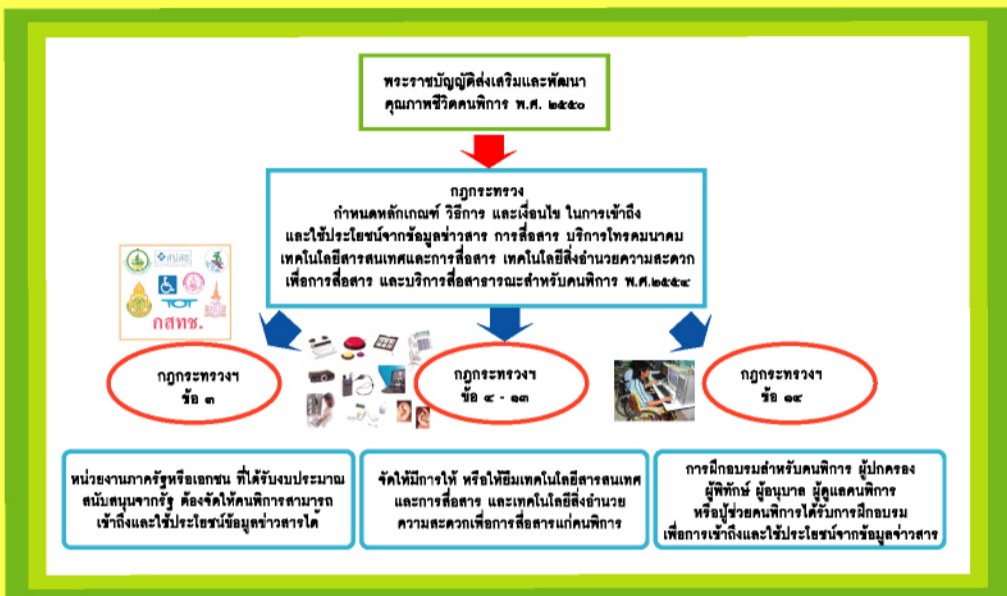 พระราชบัญญัติส่งเสริมและพัฒนา
คุณภาพชีวิตคนพิการ พ.ศ. ๒๕๕๐
กฎกระทรวง
กำหนดหลักเกณฑ์ วิธีการ และเงื่อนไข ในการเข้าถึง
และใช้ประโยชน์จากข้อมูลข่าวสาร การสื่อสาร บริการโทรคมนาคม
เทคโนโลยีสารสนเทศและการสื่อสาร เทคโนโลยีสิ่งอำนวยความสะดวก
เพื่อการสื่อสาร และบริการสื่อสาธารณะสำหรับคนพิการ พ.ศ.๒๕๕๔
สปสช
กสทช.
กฎกระทรวงฯ
ข้อ ๓
กฎกระทรวงฯ
ข้อ ๔ - ๑๓
กฎกระทรวงฯ
ข้อ ๑๔
หน่วยงานภาครัฐหรือเอกชน ที่ได้รับงบประมาณ
สนับสนุนจากรัฐ ต้องจัดให้คนพิการสามารถ
เข้าถึงและใช้ประโยชน์ข้อมูลข่าวสารได้
จัดให้มีการให้ หรือให้ยืมเทคโนโลยีสารสนเทศ
และการสื่อสาร และเทคโนโลยีสิ่งอำนวย
ความสะดวกเพื่อการสื่อสารแก่คนพิการ
การฝึกอบรมสำหรับคนพิการ ผู้ปกครอง
ผู้พิทักษ์ ผู้อนุบาล ผู้ดูแลคนพิการ
หรือปู้ช่วยคนพิการได้รับการฝึกอบรม
เพื่อการเข้าถึงและใช้ประโยชน์จากข้อมูลข่าวสาร